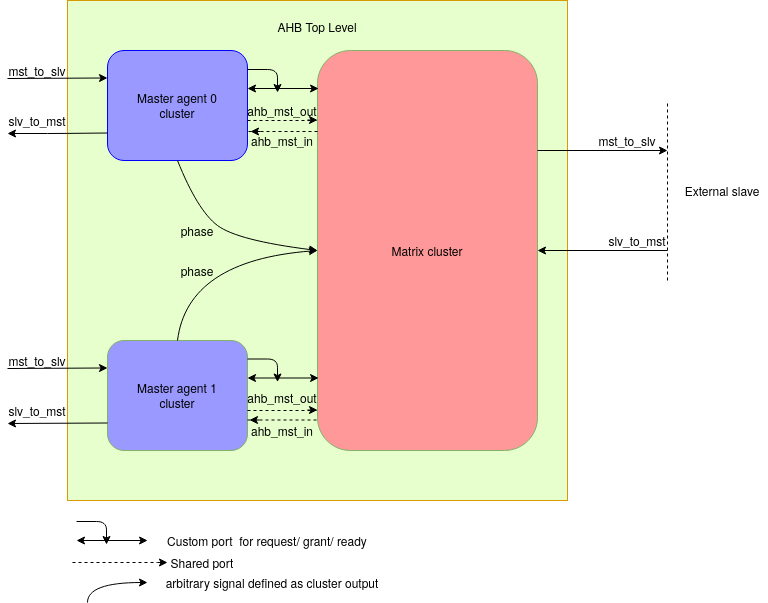 AHB Top Level
mst_to_slv
slv_to_mst
Master agent 0
cluster
ahb_mst_out
ahb_mst_in
mst_to_slv
External slave
slv_to_mst
phase
Matrix cluster
phase
mst_to_slv
slv_to_mst
Master agent 1
cluster
ahb_mst_out
ahb_mst_in
Custom port for request/ grant/ ready
Shared port
arbitrary signal defined as cluster output